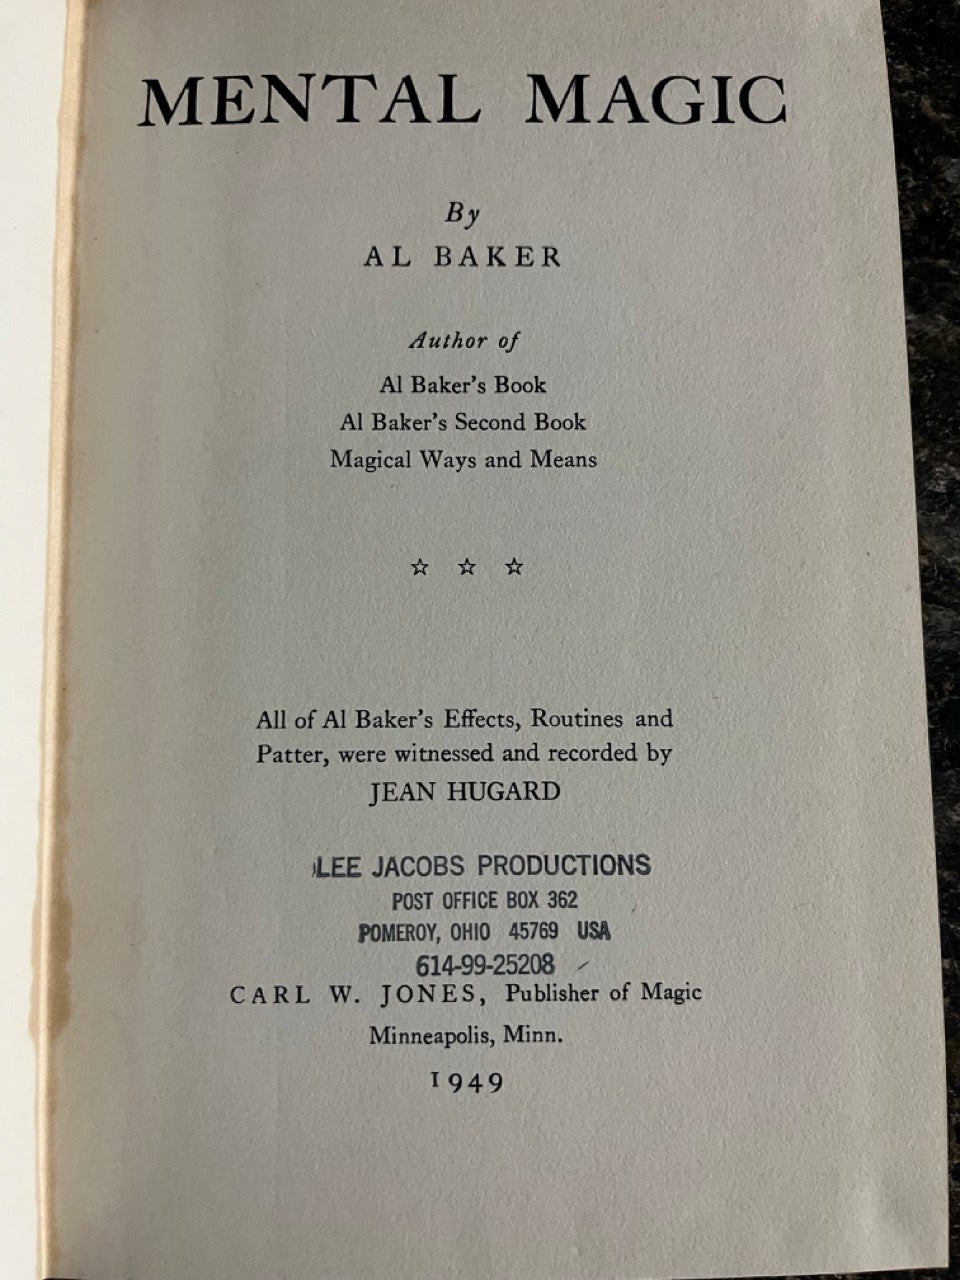 MENTAL MAGIC
By
AL BAKER
Author of
Al Baker's Book
Al Baker's Second Book
Magical Ways and Means
☆ ☆ ☆
All of Al Baker's Effects, Routines and
Patter, were witnessed and recorded by
JEAN HUGARD
LEE JACOBS PRODUCTIONS
POST OFFICE BOX 362
POMEROY, OHIO 45769 USA
614-99-25208
CARL W. JONES, Publisher of Magic
Minneapolis, Minn.
1949